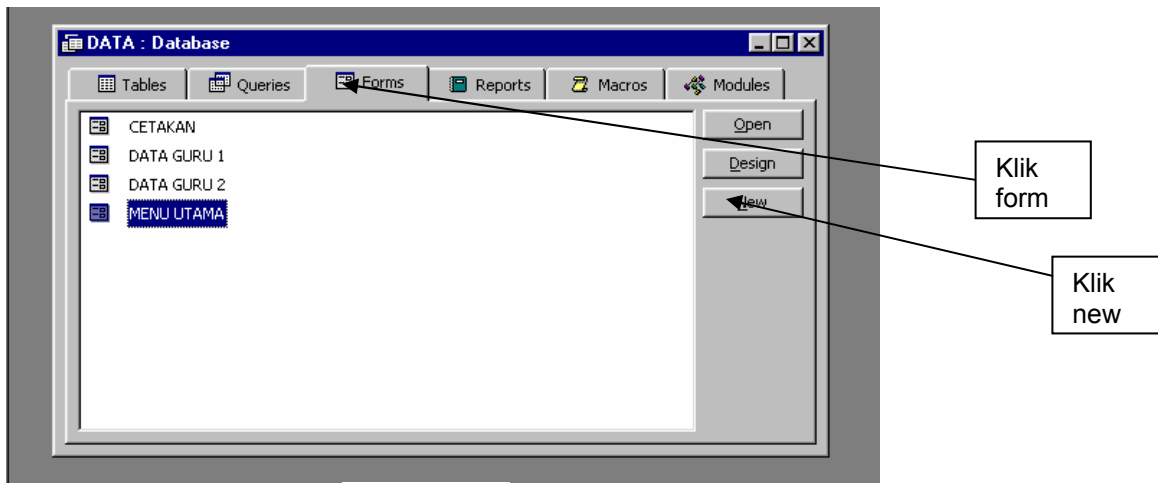 DATA : Database
Tables Queries Forms Reports Macros Modules
CETAKAN
DATA GURU 1
DATA GURU 2
MENU UTAMA
Open
Design
New
Klik
form
Klik
new